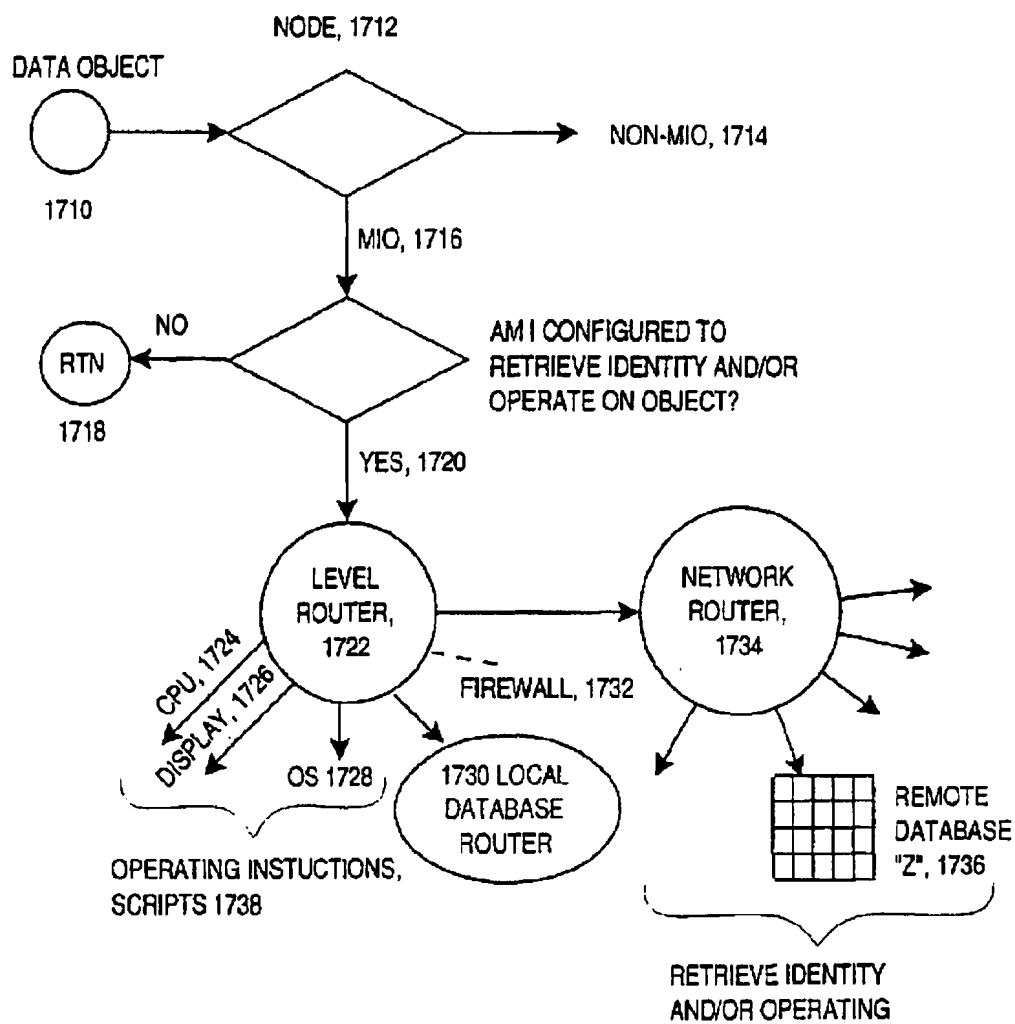 NODE, 1712
DATA OBJECT
NON-MIO, 1714
1710
MIO, 1716
NO
AM I CONFIGURED TO
RETRIEVE IDENTITY AND/OR
OPERATE ON OBJECT?
RTN
1718
YES, 1720
LEVEL
ROUTER,
1722
NETWORK
ROUTER,
1734
CPU, 1724
DISPLAY, 1726
FIREWALL, 1732
OS 1728
1730 LOCAL
DATABASE
ROUTER
REMOTE
DATABASE
"Z", 1736
OPERATING INSTUCTIONS,
SCRIPTS 1738
RETRIEVE IDENTITY
AND/OR OPERATING